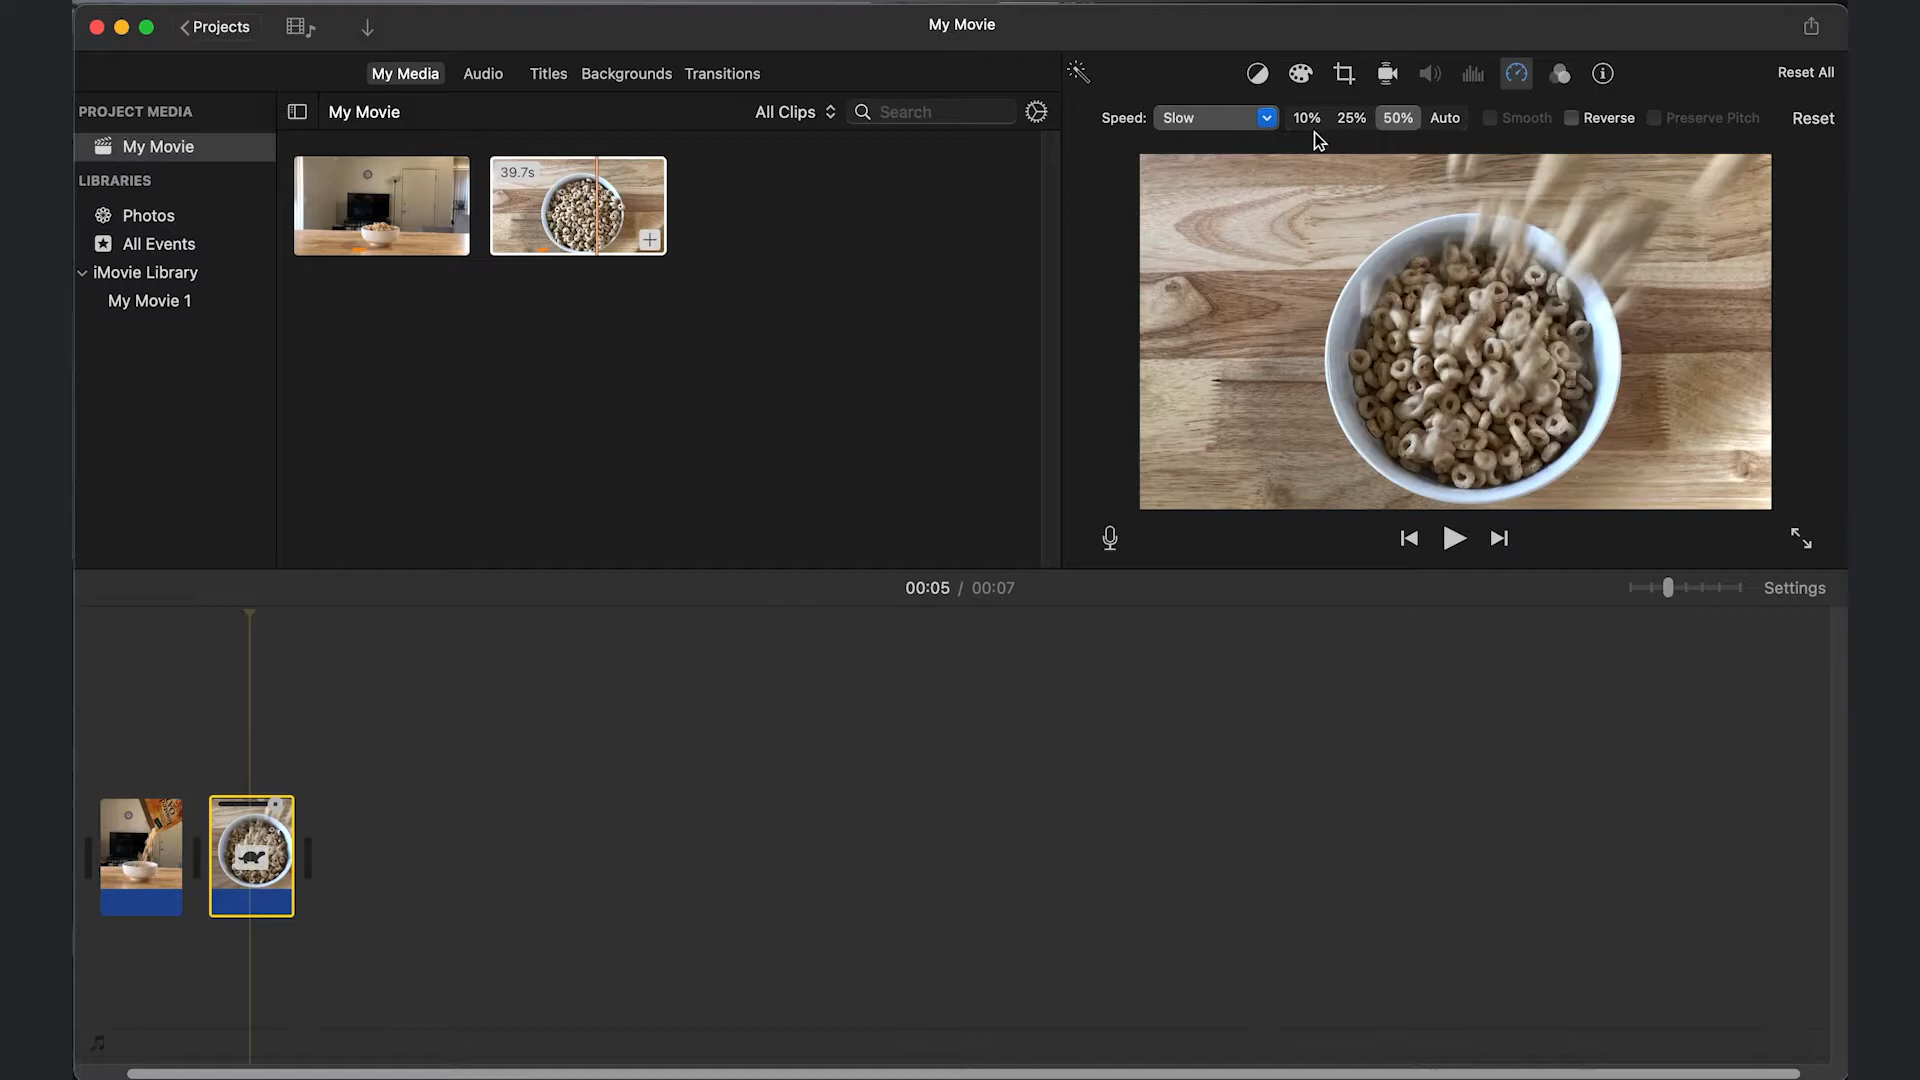 Projects
My Movie
My Media
Audio
Titles
Backgrounds
Transitions
Reset All
PROJECT MEDIA
My Movie
LIBRARIES
Photos
All Events
iMovie Library
My Movie 1
My Movie
All Clips
Search
Speed:
Slow
10%
25%
50%
Auto
Smooth
Reverse
Preserve Pitch
Reset
39.7s
00:05 / 00:07
Settings